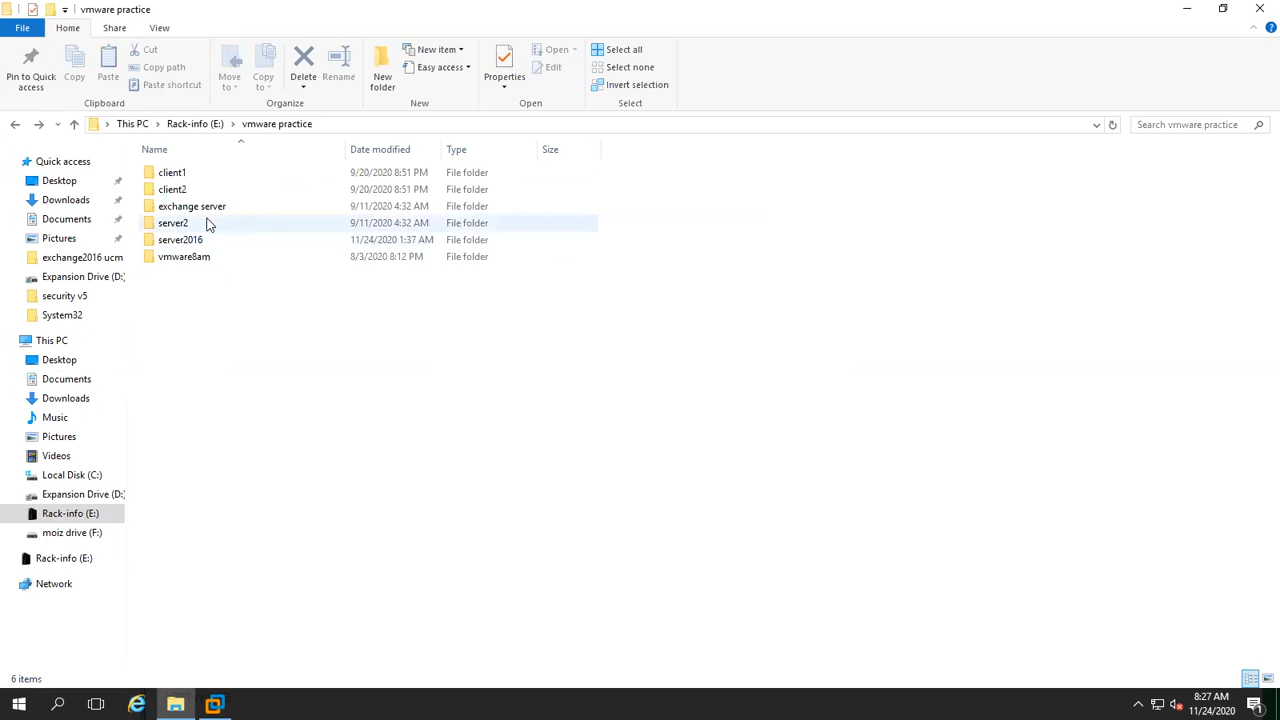 vmware practice
File Home Share View
Pin to Quick access
Copy
Paste
Cut
Copy path
Paste shortcut
Clipboard
Move to
Copy to
Delete
Rename
Organize
New folder
New item
Easy access
New
Properties
Open
Edit
Open
Select all
Select none
Invert selection
Select
This PC Rack-info (E:) vmware practice
Search vmware practice
Name Date modified Type Size
client1 9/20/2020 8:51 PM File folder
client2 9/20/2020 8:51 PM File folder
exchange server 9/11/2020 4:32 AM File folder
server2 9/11/2020 4:32 AM File folder
server2016 11/24/2020 1:37 AM File folder
vmware8am 8/3/2020 8:12 PM File folder
Quick access
Desktop
Downloads
Documents
Pictures
exchange2016 ucm
Expansion Drive (D:)
security v5
System32
This PC
Desktop
Documents
Downloads
Music
Pictures
Videos
Local Disk (C:)
Expansion Drive (D:)
Rack-info (E:)
moiz drive (F:)
Rack-info (E:)
Network
6 items
8:27 AM
11/24/2020